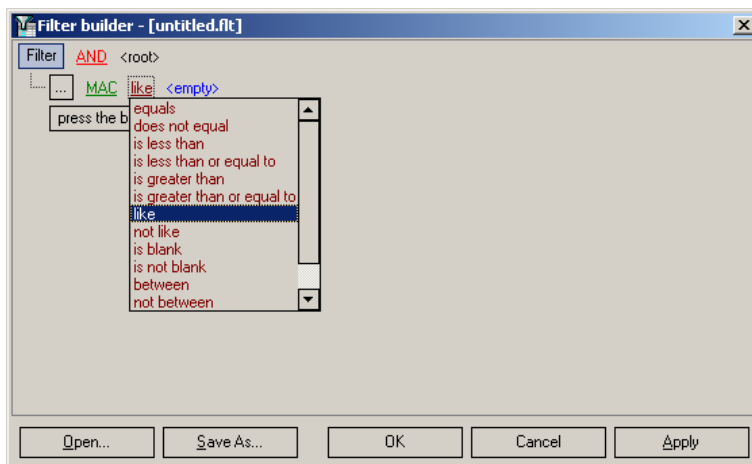 Filter builder - [untitled.flt]
Filter AND <root>
... MAC like <empty>
press the b
equals
does not equal
is less than
is less than or equal to
is greater than
is greater than or equal to
like
not like
is blank
is not blank
between
not between
Open... Save As... OK Cancel Apply